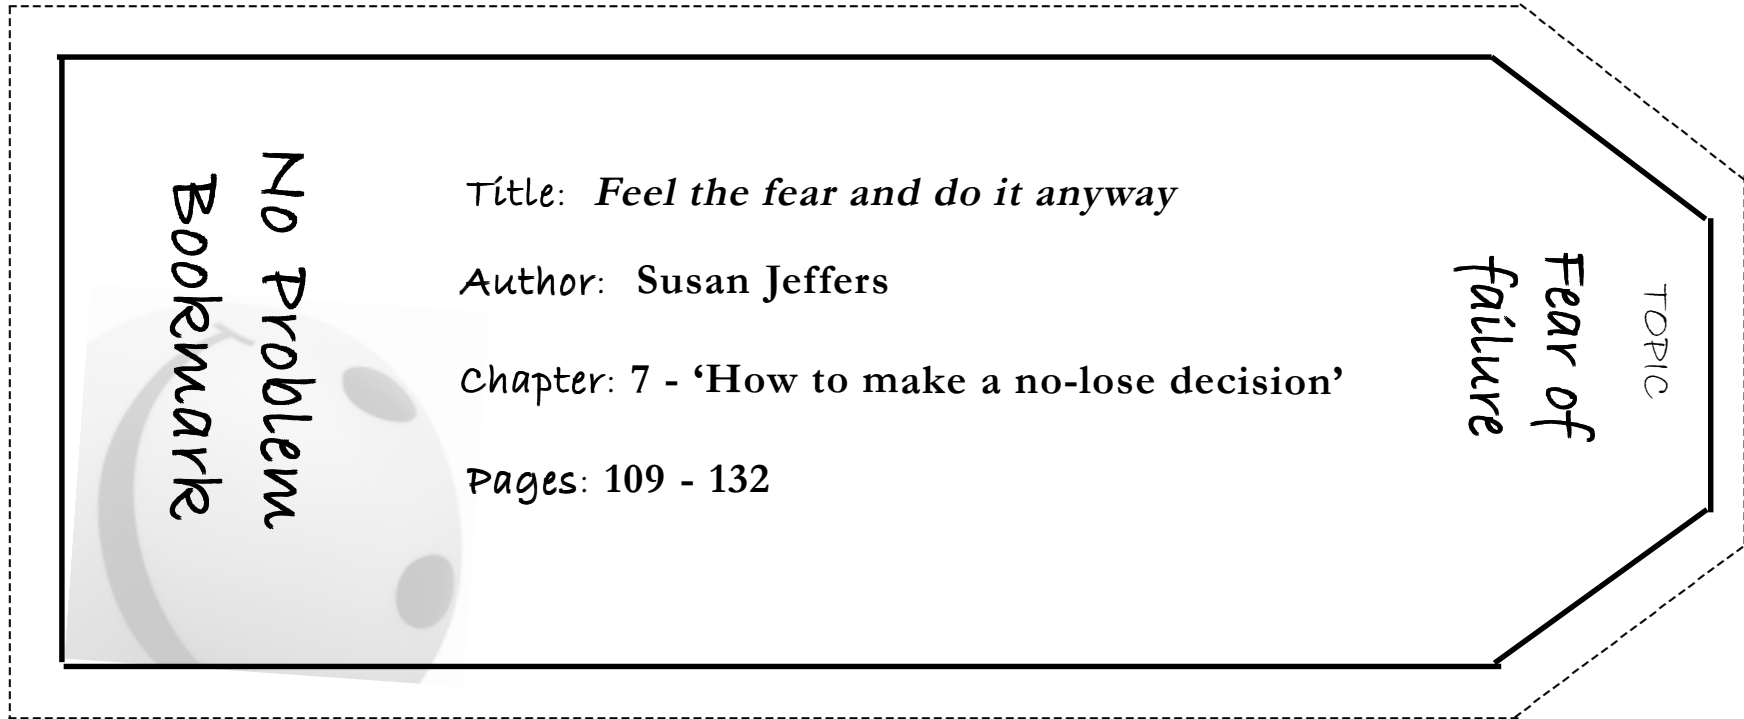 No Problem
Bookmark
Title: Feel the fear and do it anyway
Author: Susan Jeffers
Chapter: 7 - ‘How to make a no-lose decision’
Pages: 109 - 132
TOPIC
Fear of
failure